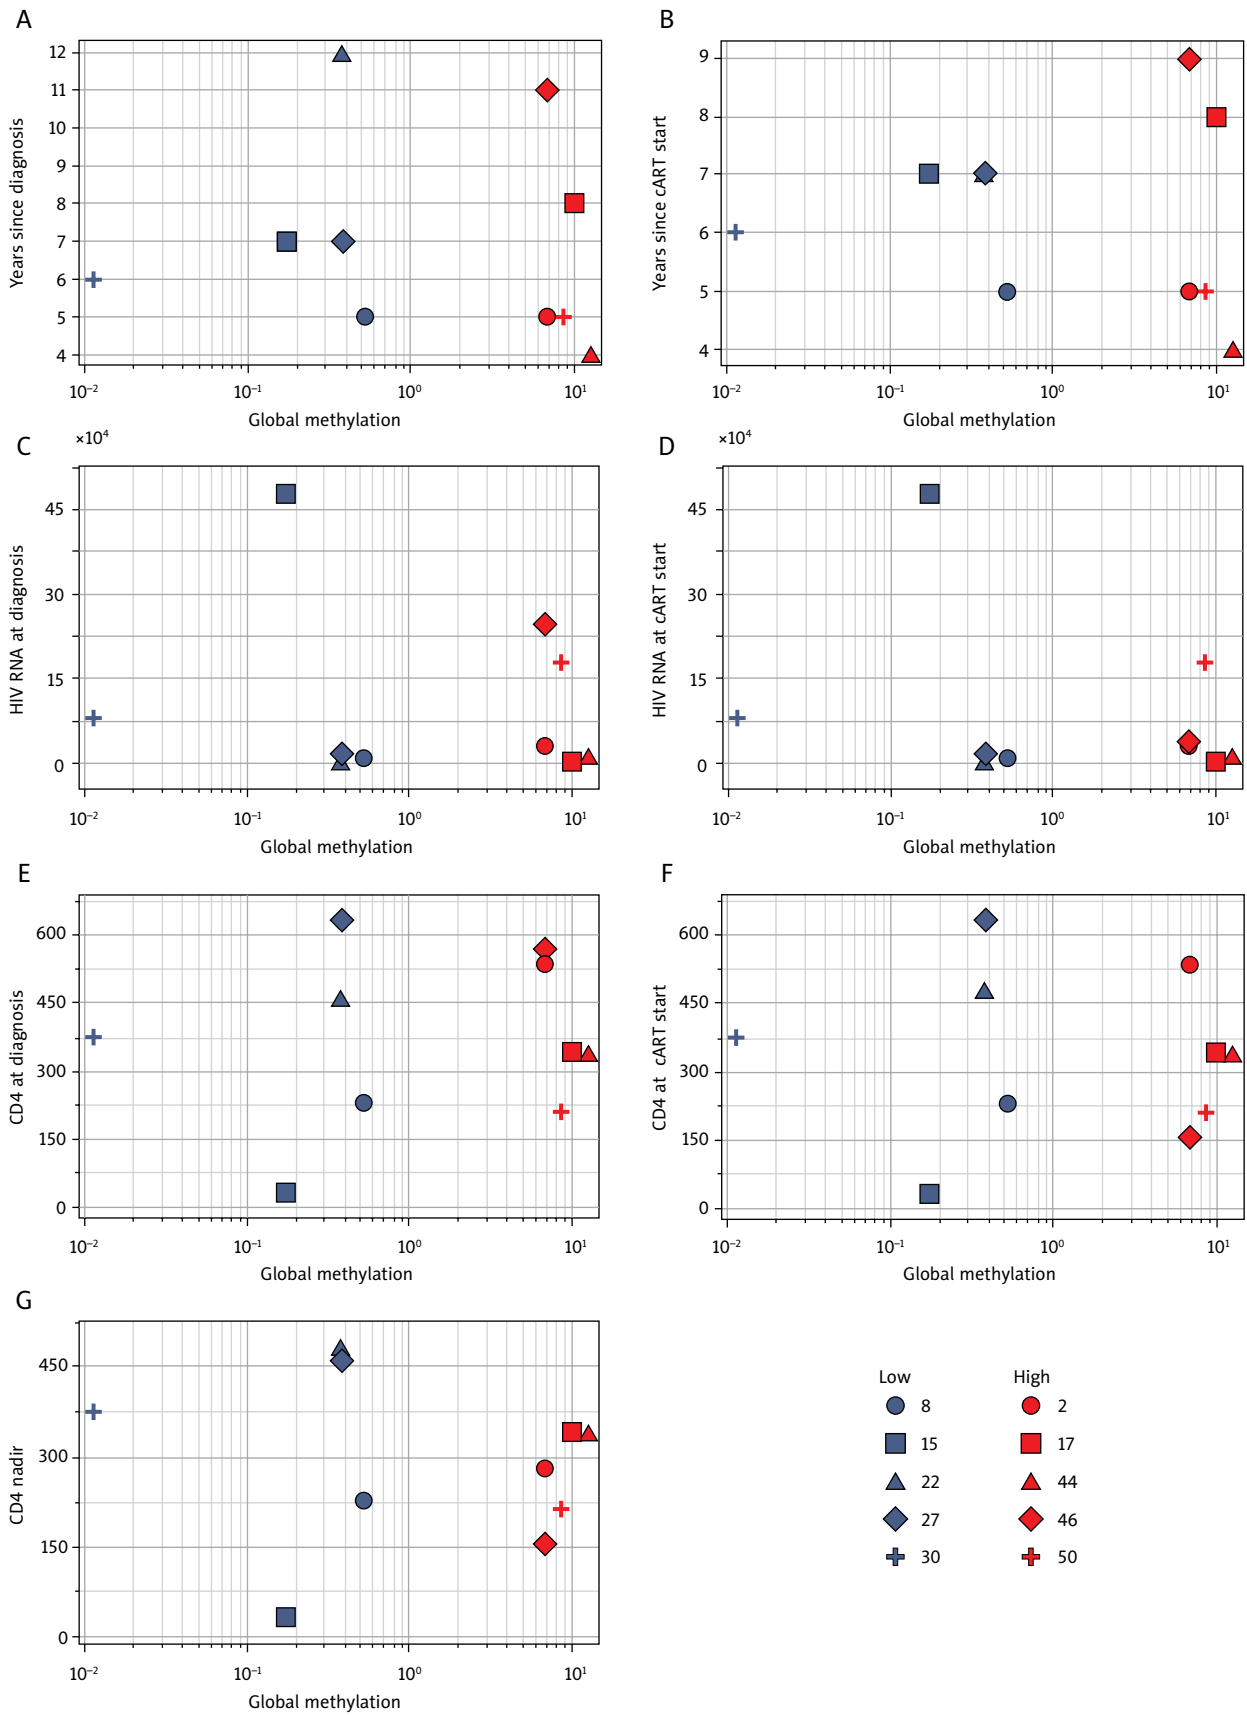 A
Years since diagnosis
12
11
10
9
8
7
6
5
4
10⁻² 10⁻¹ 10⁰ 10¹
Global methylation
B
Years since cART start
9
8
7
6
5
4
10⁻² 10⁻¹ 10⁰ 10¹
Global methylation
C
×10⁴
HIV RNA at diagnosis
45
30
15
0
10⁻² 10⁻¹ 10⁰ 10¹
Global methylation
D
×10⁴
HIV RNA at cART start
45
30
15
0
10⁻² 10⁻¹ 10⁰ 10¹
Global methylation
E
CD4 at diagnosis
600
450
300
150
0
10⁻² 10⁻¹ 10⁰ 10¹
Global methylation
F
CD4 at cART start
600
450
300
150
0
10⁻² 10⁻¹ 10⁰ 10¹
Global methylation
G
CD4 nadir
450
300
150
0
10⁻² 10⁻¹ 10⁰ 10¹
Global methylation
Low High
8 2
15 17
22 44
27 46
30 50